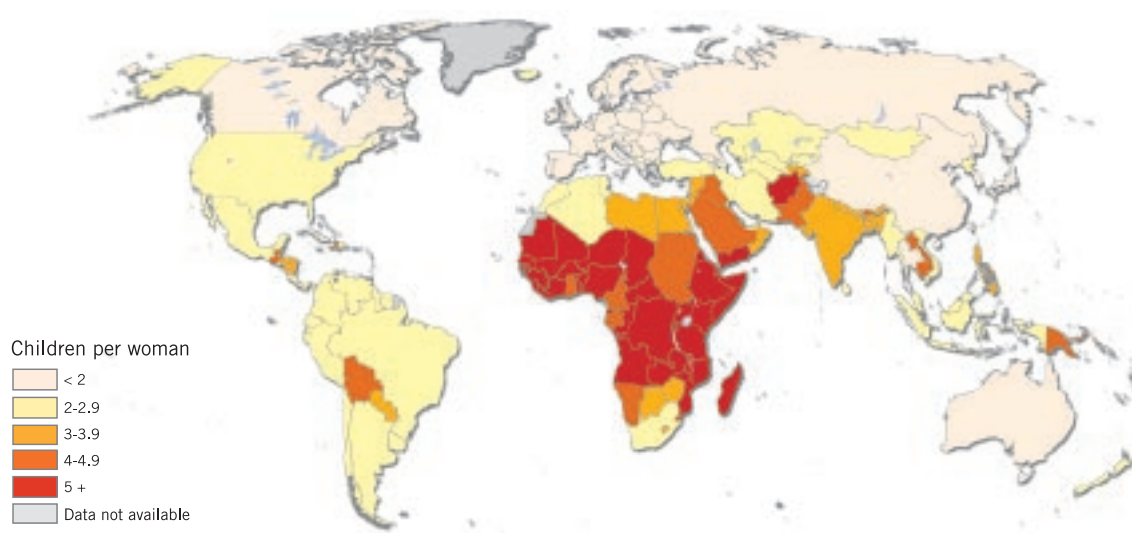 Children per woman
< 2
2-2.9
3-3.9
4-4.9
5 +
Data not available